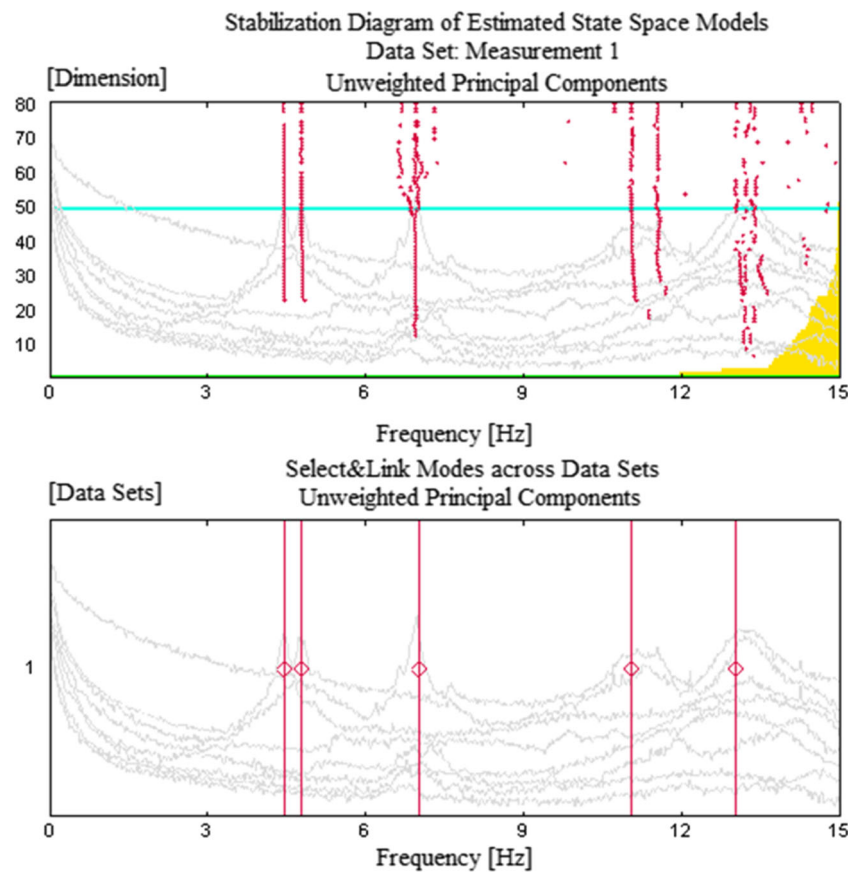 Stabilization Diagram of Estimated State Space Models
Data Set: Measurement 1
[Dimension]
Unweighted Principal Components
80
70
60
50
40
30
20
10
0 3 6 9 12 15
Frequency [Hz]
Select&Link Modes across Data Sets
[Data Sets]
Unweighted Principal Components
1
0 3 6 9 12 15
Frequency [Hz]